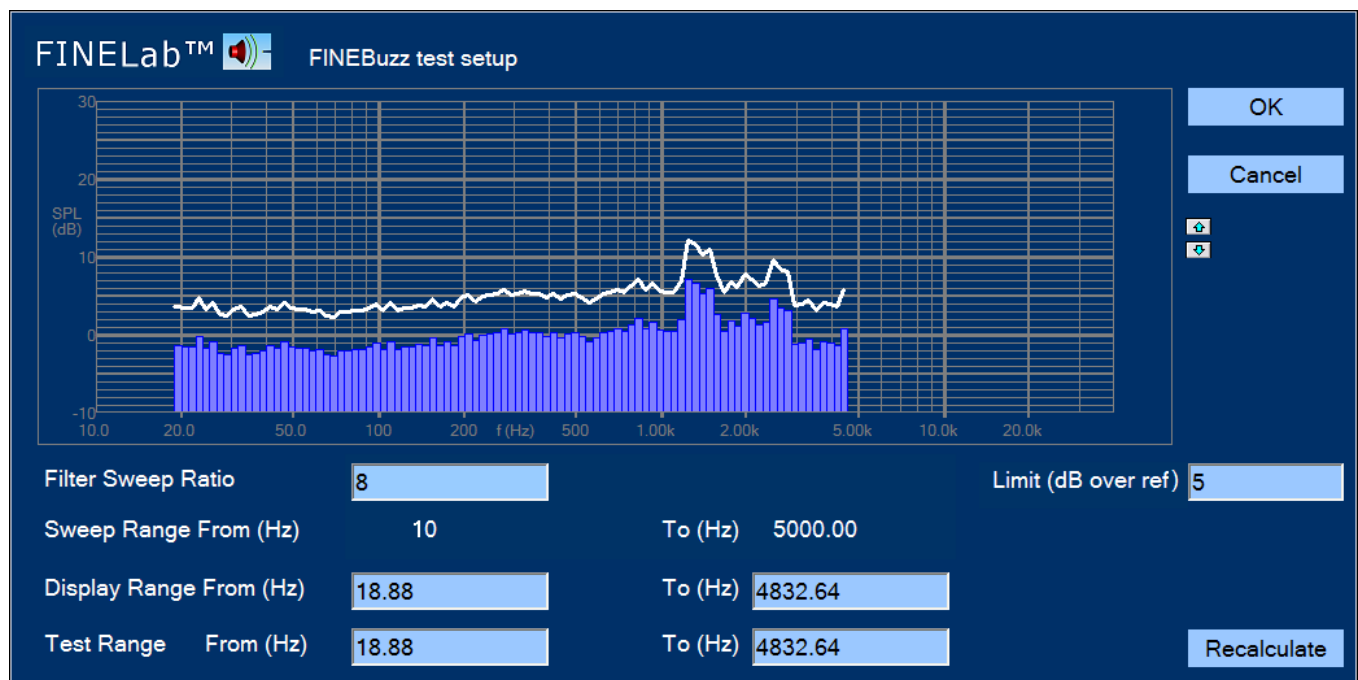 FINELab™ FINEBuzz test setup
30
20
SPL
(dB)
10
0
-10
10.0 20.0 50.0 100 200 f (Hz) 500 1.00k 2.00k 5.00k 10.0k 20.0k
OK
Cancel
Filter Sweep Ratio 8 Limit (dB over ref) 5
Sweep Range From (Hz) 10 To (Hz) 5000.00
Display Range From (Hz) 18.88 To (Hz) 4832.64
Test Range From (Hz) 18.88 To (Hz) 4832.64
Recalculate